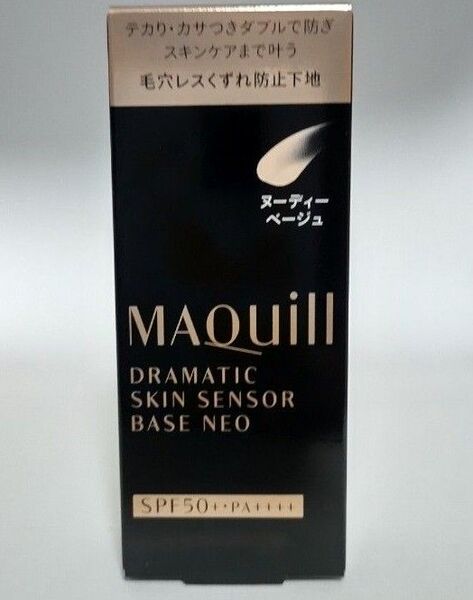 テカリ・カサつきダブルで防ぎ
スキンケアまで叶う
毛穴レスくずれ防止下地
ヌーディー
ベージュ
MAQuill
DRAMATIC
SKIN SENSOR
BASE NEO
SPF50+・PA++++